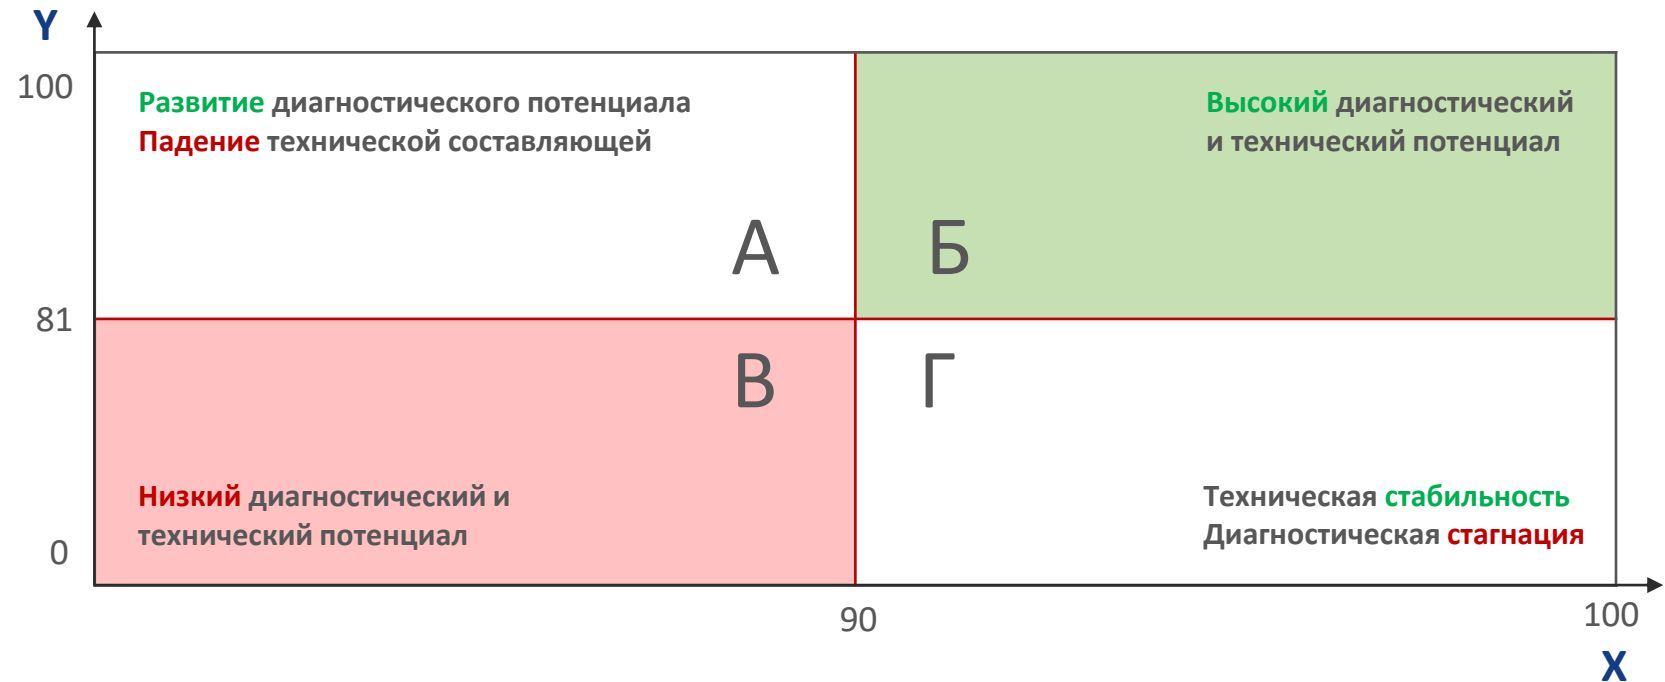 Y
100
Развитие диагностического потенциала
Падение технической составляющей
Высокий диагностический
и технический потенциал
А
Б
81
В
Г
Низкий диагностический и
технический потенциал
Техническая стабильность
Диагностическая стагнация
0
90
100
X